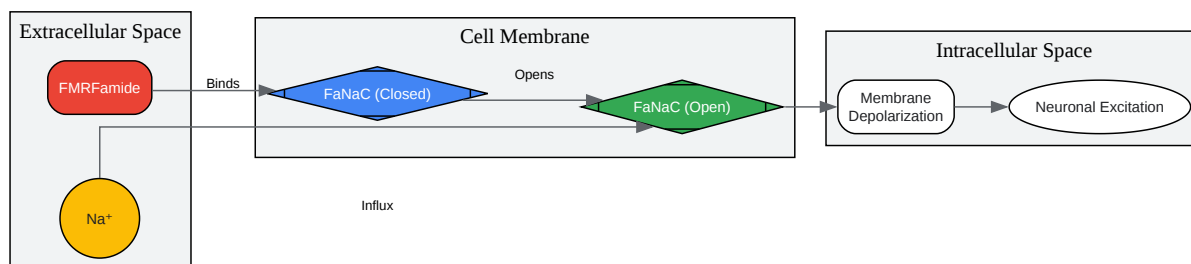 Extracellular Space
FMRFamide
Na⁺
Binds
Influx
Cell Membrane
FaNaC (Closed)
Opens
FaNaC (Open)
Intracellular Space
Membrane
Depolarization
Neuronal Excitation